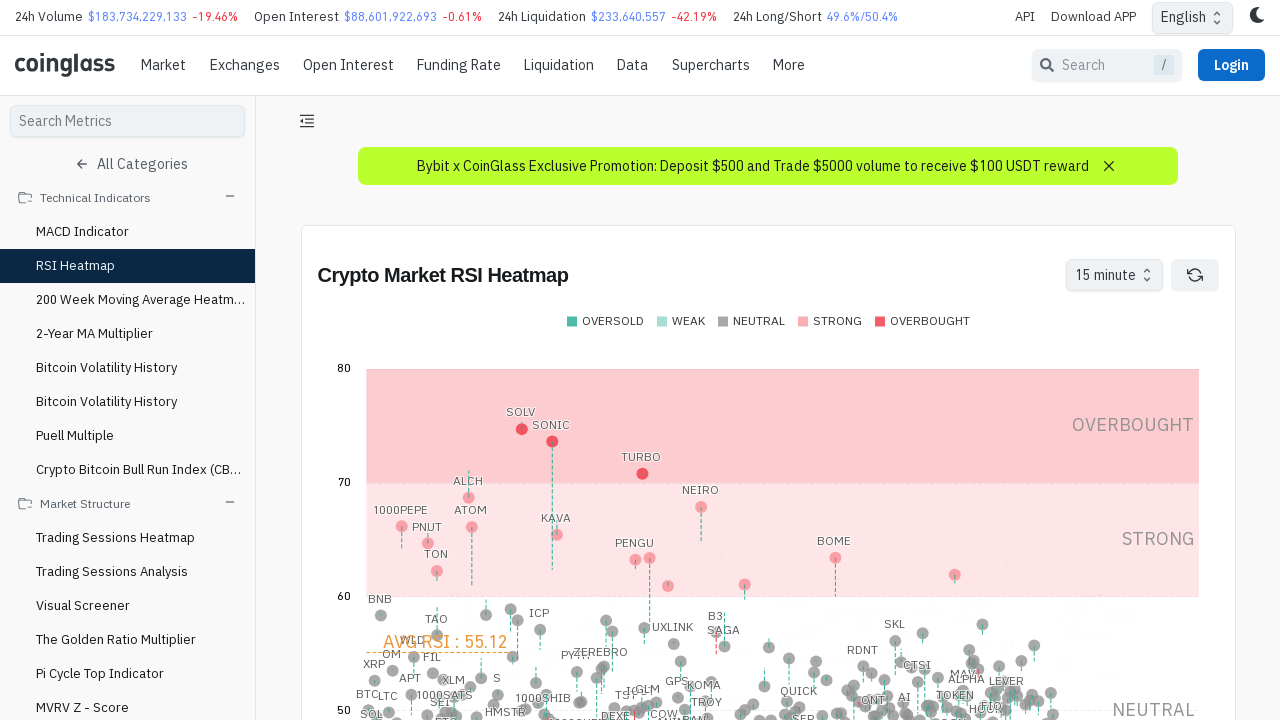 24h Volume $183,734,229,133 -19.46% Open Interest $88,601,922,693 -0.61% 24h Liquidation $233,640,557 -42.19% 24h Long/Short 49.6%/50.4% API Download APP English
coinglass Market Exchanges Open Interest Funding Rate Liquidation Data Supercharts More Search / Login
Search Metrics
All Categories
Technical Indicators
MACD Indicator
RSI Heatmap
200 Week Moving Average Heatm...
2-Year MA Multiplier
Bitcoin Volatility History
Bitcoin Volatility History
Puell Multiple
Crypto Bitcoin Bull Run Index (CB...
Market Structure
Trading Sessions Heatmap
Trading Sessions Analysis
Visual Screener
The Golden Ratio Multiplier
Pi Cycle Top Indicator
MVRV Z - Score
Bybit x CoinGlass Exclusive Promotion: Deposit $500 and Trade $5000 volume to receive $100 USDT reward
Crypto Market RSI Heatmap 15 minute
OVERSOLD WEAK NEUTRAL STRONG OVERBOUGHT
80
SOLV
SONIC
OVERBOUGHT
TURBO
ALCH
70
NEIRO
1000PEPE
ATOM
KAVA
PNUT
STRONG
PENGU
BOME
TON
60
BNB
ICP
B3
TAO
SKL
UXLINK
SAGA
WLD
AVG RSI : 55.12
OM
FIL
ZEREBRO
RDNT
XRP
CTSI
APT
XLM
S
GPS
KOMA
ALPHA
LEVER
BTC
LTC
1000SATS
1000SHIB
GLM
QUICK
SEI
TROY
AI
TOKEN
50
SOL
HMSTR
DEXE
COW
NEUTRAL